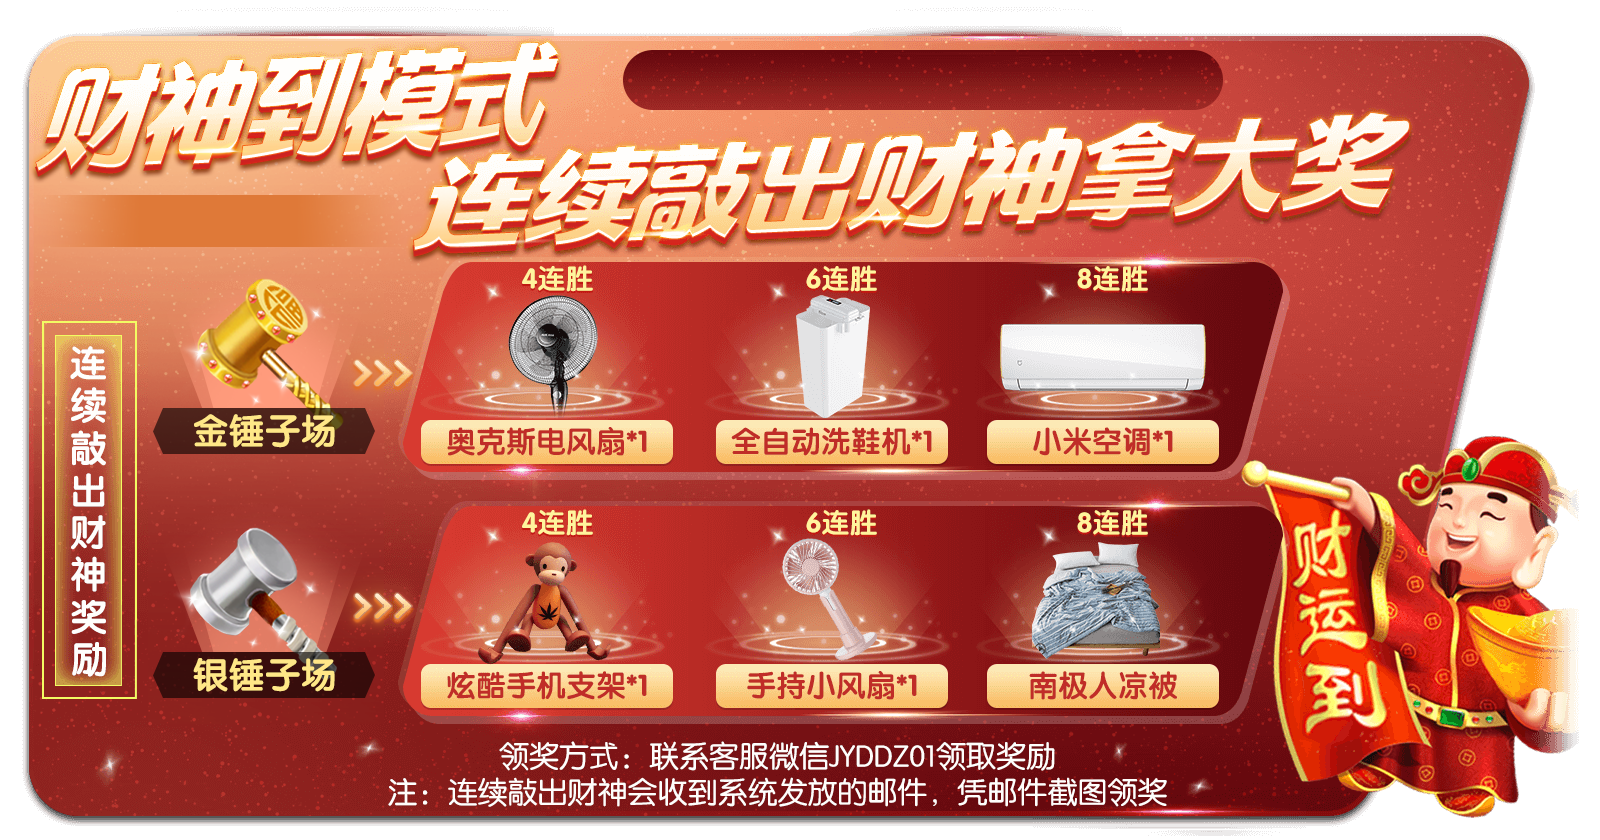 财神到模式
连续敲出财神拿大奖
连续敲出财神奖励
金锤子场
4连胜
6连胜
8连胜
奥克斯电风扇*1
全自动洗鞋机*1
小米空调*1
银锤子场
4连胜
6连胜
8连胜
炫酷手机支架*1
手持小风扇*1
南极人凉被
财运到
领奖方式：联系客服微信JYDDZ01领取奖励
注：连续敲出财神会收到系统发放的邮件，凭邮件截图领奖